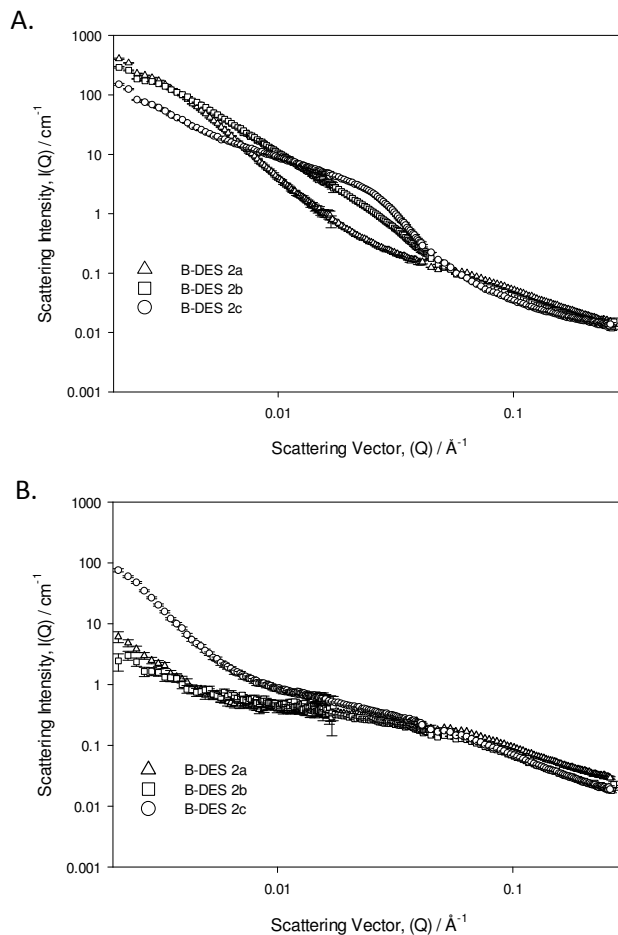 A.
1000
100
10
1
0.1
0.01
0.001
Scattering Intensity, I(Q) / cm⁻¹
B-DES 2a
B-DES 2b
B-DES 2c
0.01 0.1
Scattering Vector, (Q) / Å⁻¹
B.
1000
100
10
1
0.1
0.01
0.001
Scattering Intensity, I(Q) / cm⁻¹
B-DES 2a
B-DES 2b
B-DES 2c
0.01 0.1
Scattering Vector, (Q) / Å⁻¹